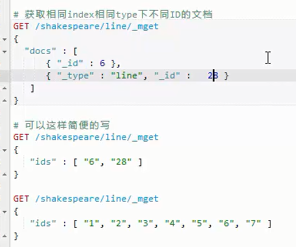 # 获取相同index相同type下不同ID的文档
GET /shakespeare/line/_mget
{
"docs" : [
{ "_id" : 6 },
{ "_type" : "line", "_id" : 28 }
]
}
# 可以这样简便的写
GET /shakespeare/line/_mget
{
"ids" : [ "6", "28" ]
}
GET /shakespeare/line/_mget
{
"ids" : [ "1", "2", "3", "4", "5", "6", "7" ]
}